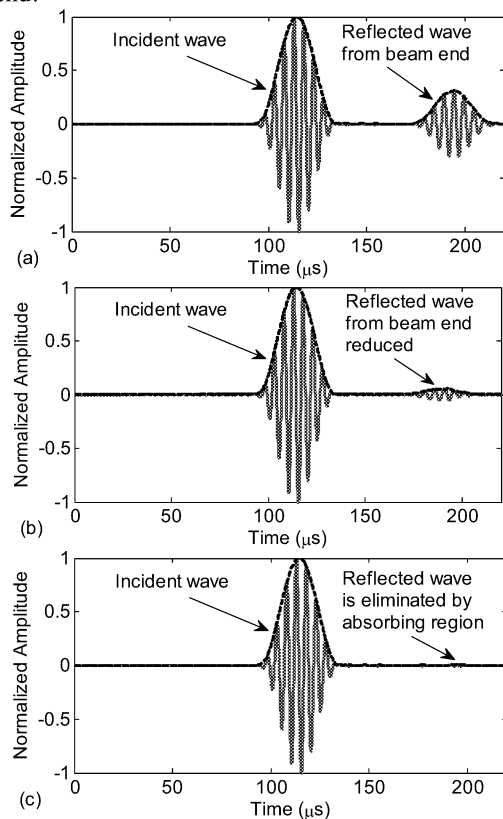 end.
Normalized Amplitude
1
0.5
0
-0.5
-1
Incident wave
Reflected wave
from beam end
0
50
100
150
200
Time (μs)
(a)
Normalized Amplitude
1
0.5
0
-0.5
-1
Incident wave
Reflected wave
from beam end
reduced
0
50
100
150
200
Time (μs)
(b)
Normalized Amplitude
1
0.5
0
-0.5
-1
Incident wave
Reflected wave
is eliminated by
absorbing region
0
50
100
150
200
Time (μs)
(c)